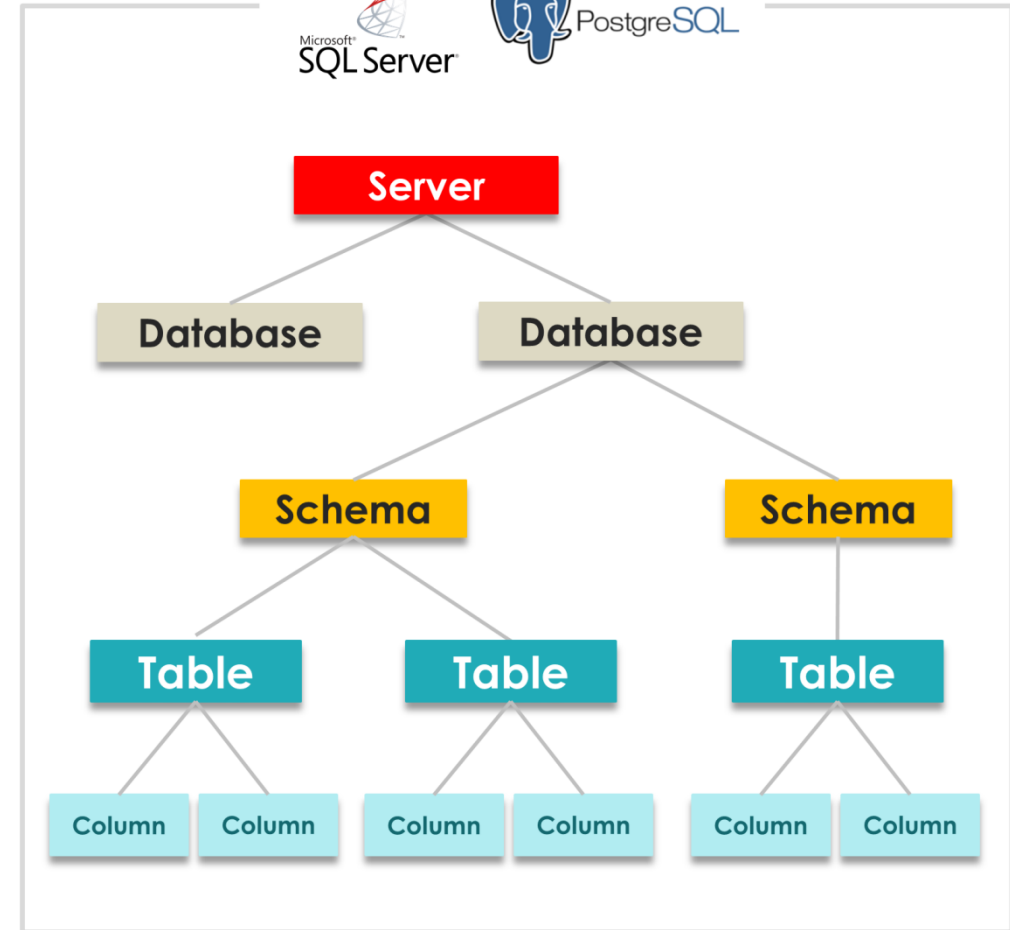 Microsoft®
SQL Server®
PostgreSQL
Server
Database Database
Schema Schema
Table Table Table
Column Column Column Column Column Column